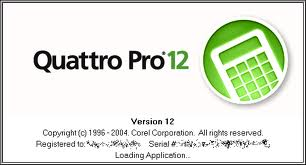 Quattro Pro® 12
Version 12
Copyright (c) 1996 - 2004. Corel Corporation. All rights reserved.
Registered to: Serial #:
Loading Application...